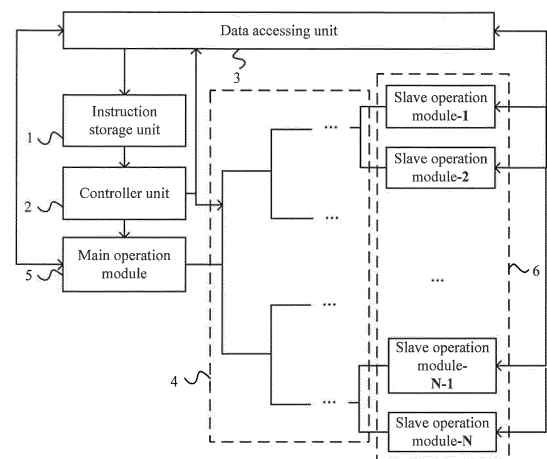 Data accessing unit
3
Instruction
storage unit
1
Controller unit
2
Main operation
module
5
4
...
...
...
...
Slave operation
module-1
Slave operation
module-2
...
6
Slave operation
module-
N-1
Slave operation
module-N